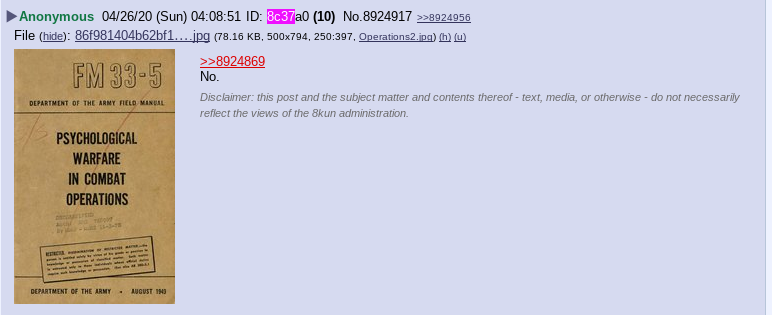 ▶Anonymous 04/26/20 (Sun) 04:08:51 ID: 8c37a0 (10) No.8924917 >>8924956
File (hide): 86f981404b62bf1….jpg (78.16 KB, 500x794, 250:397, Operations2.jpg) (h) (u)
>>8924869
No.
Disclaimer: this post and the subject matter and contents thereof - text, media, or otherwise - do not necessarily
reflect the views of the 8kun administration.
FM 33-5
DEPARTMENT OF THE ARMY FIELD MANUAL
PSYCHOLOGICAL
WARFARE
IN COMBAT
OPERATIONS
DEPARTMENT OF THE ARMY • AUGUST 1949